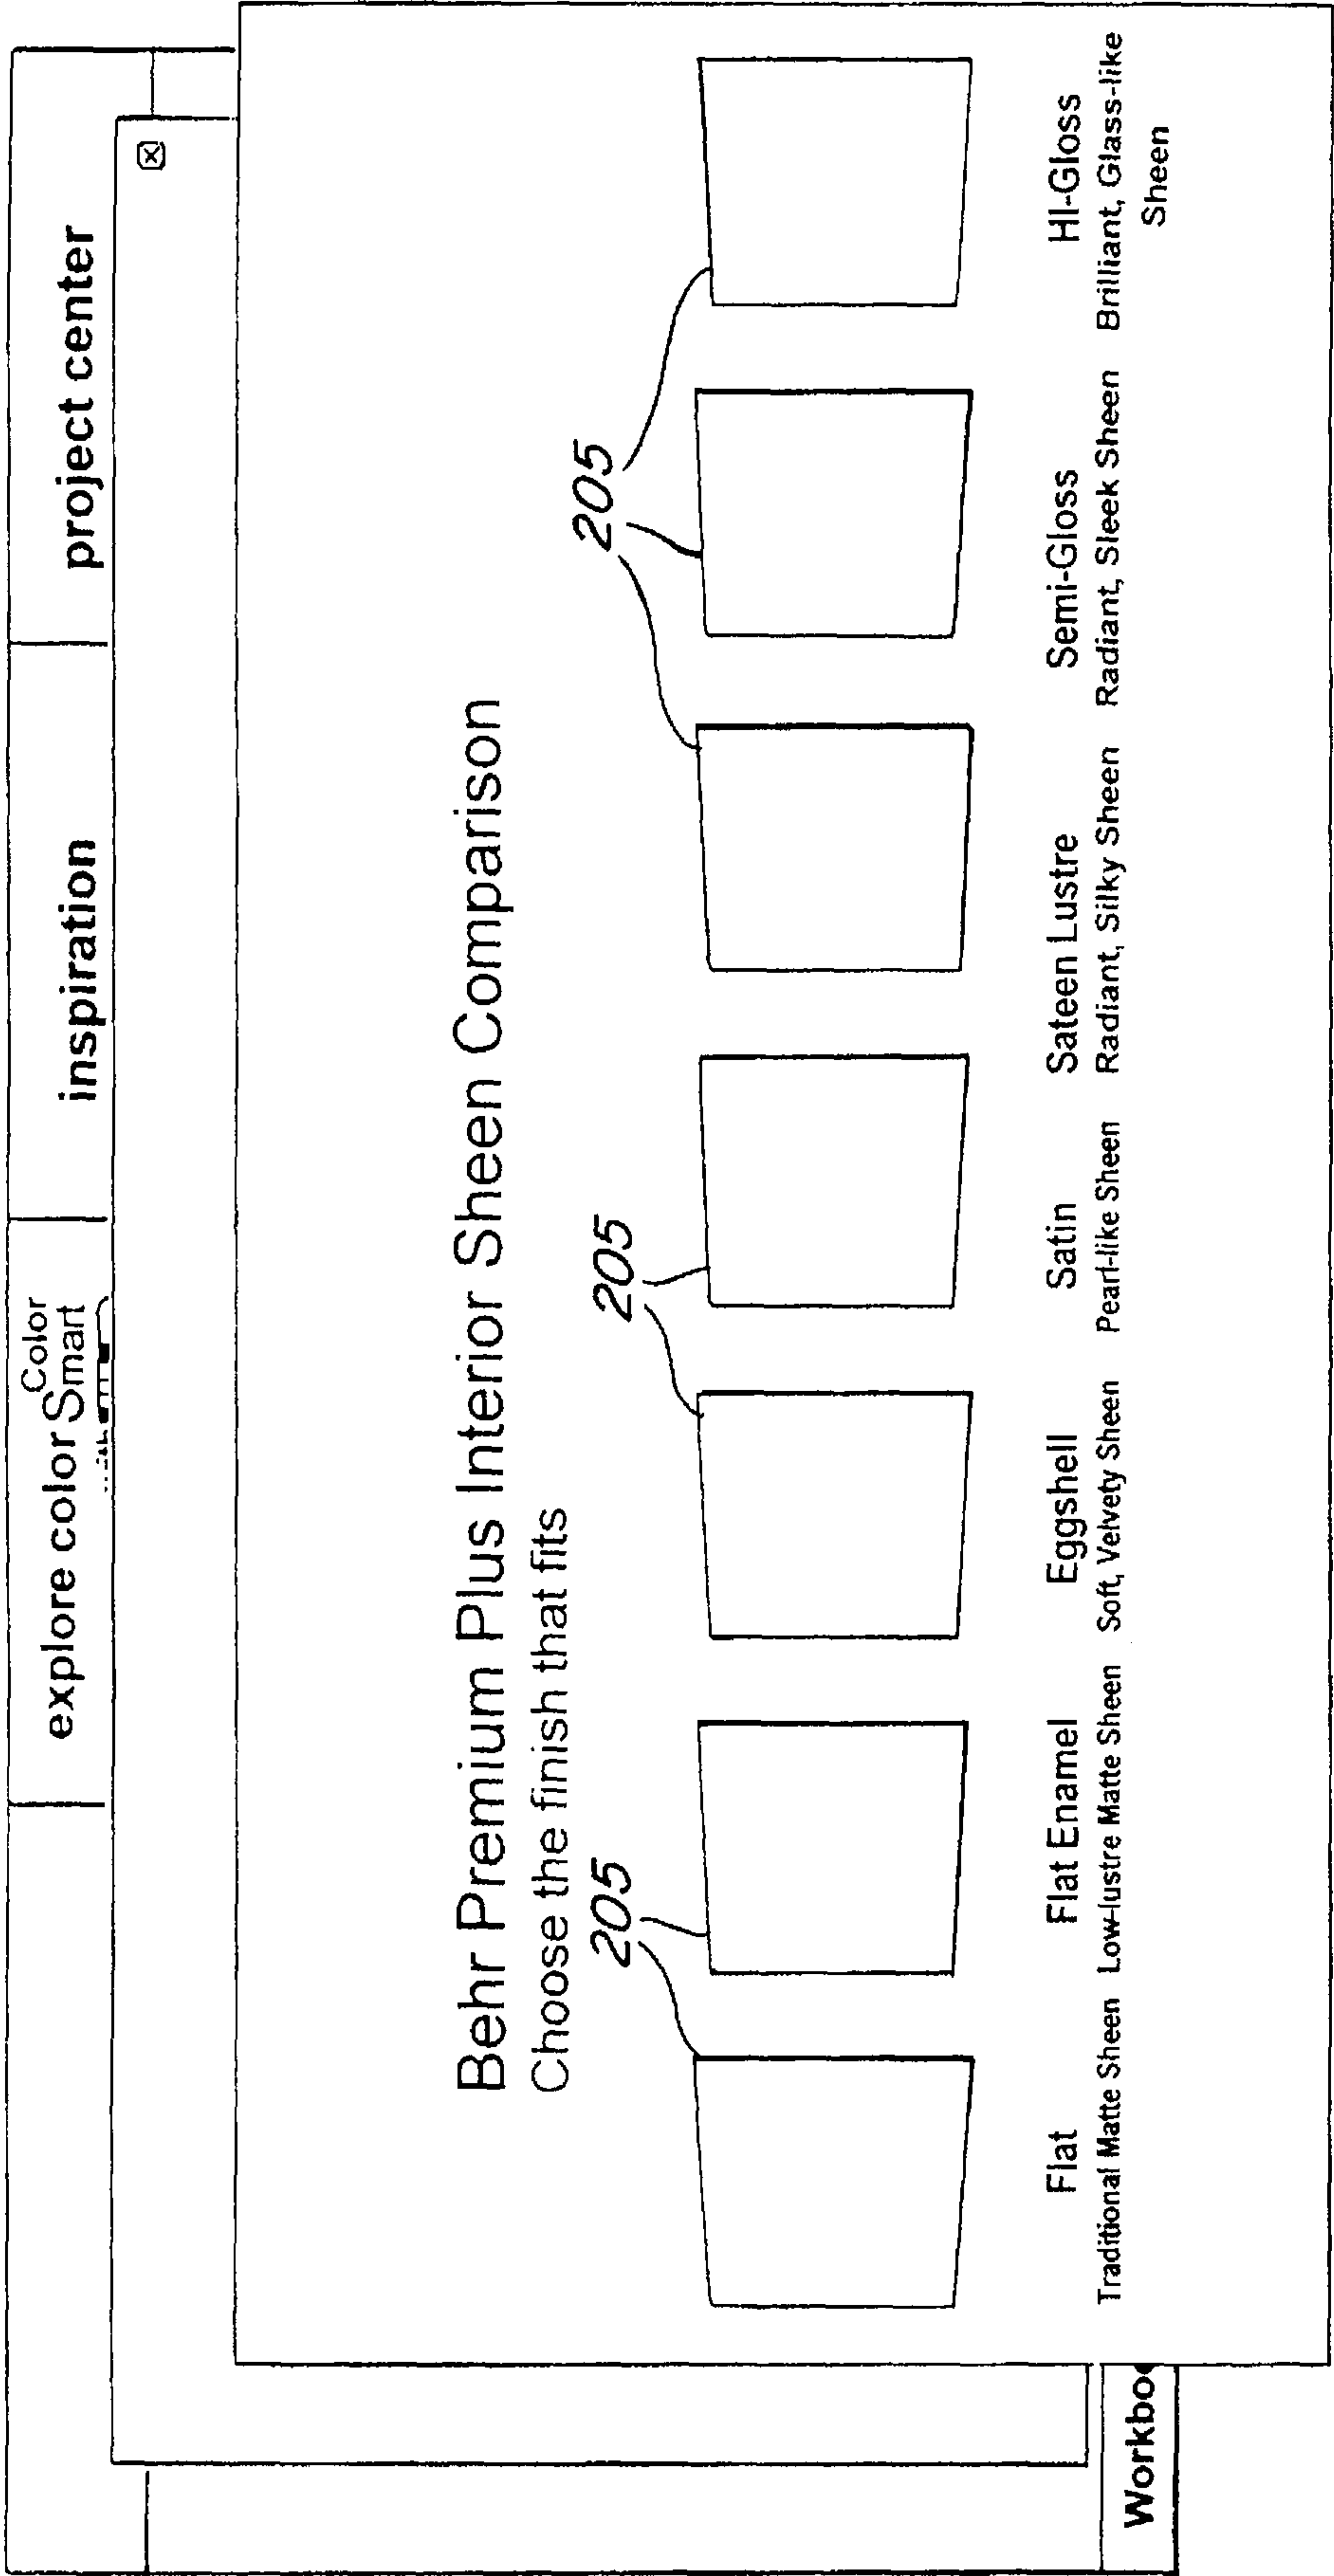 Color
explore color Smart
inspiration
project center
Behr Premium Plus Interior Sheen Comparison
Choose the finish that fits
205
205
205
Flat
Traditional Matte Sheen
Flat Enamel
Low-lustre Matte Sheen
Eggshell
Soft, Velvety Sheen
Satin
Pearl-like Sheen
Sateen Lustre
Radiant, Silky Sheen
Semi-Gloss
Radiant, Sleek Sheen
HI-Gloss
Brilliant, Glass-like
Sheen